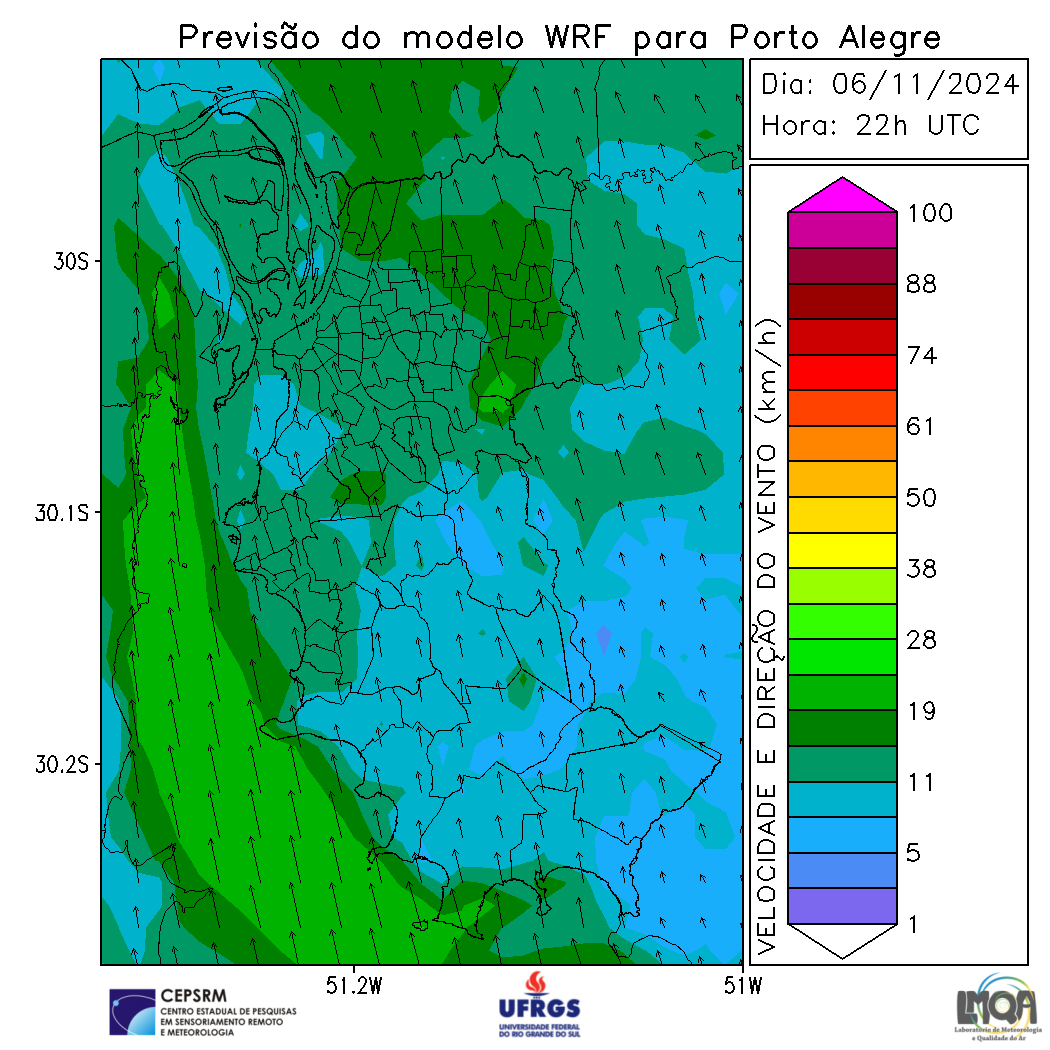 Previsão do modelo WRF para Porto Alegre
Dia: 06/11/2024
Hora: 22h UTC
30S
30.1S
30.2S
51.2W
51W
VELOCIDADE E DIREÇÃO DO VENTO (km/h)
100
88
74
61
50
38
28
19
11
5
1
CEPSRM
CENTRO ESTADUAL DE PESQUISAS
EM SENSORIAMENTO REMOTO
E METEOROLOGIA
UFRGS
UNIVERSIDADE FEDERAL
DO RIO GRANDE DO SUL
LMQA
Laboratório de Meteorologia
e Qualidade do Ar